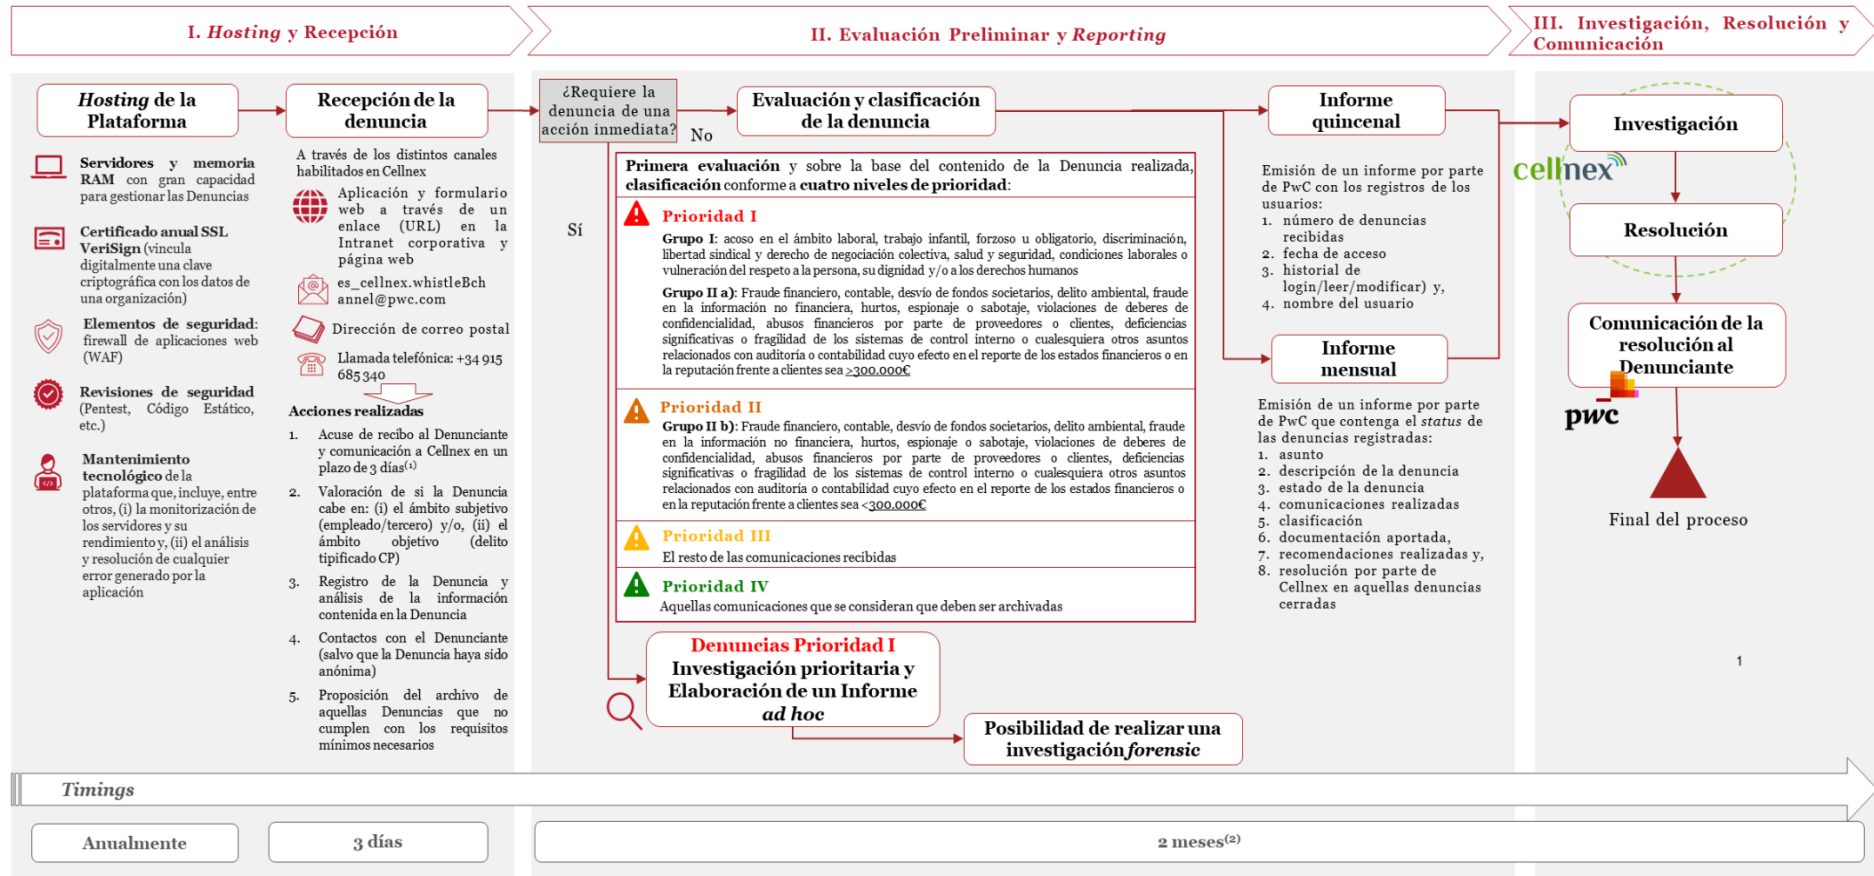 I. Hosting y Recepción
II. Evaluación Preliminar y Reporting
III. Investigación, Resolución y
Comunicación
Hosting de la
Plataforma
Servidores y memoria
RAM con gran capacidad
para gestionar las Denuncias
Certificado anual SSL
VeriSign (vincula
digitalmente una clave
criptográfica con los datos de
una organización)
Elementos de seguridad:
firewall de aplicaciones web
(WAF)
Revisiones de seguridad
(Pentest, Código Estático,
etc.)
Mantenimiento
tecnológico de la
plataforma que, incluye, entre
otros, (i) la monitorización de
los servidores y su
rendimiento y, (ii) el análisis
y resolución de cualquier
error generado por la
aplicación
Recepción de la
denuncia
A través de los distintos canales
habilitados en Cellnex
Aplicación y formulario
web a través de un
enlace (URL) en la
Intranet corporativa y
página web
es_cellnex.whistleBch
annel@pwc.com
Dirección de correo postal
Llamada telefónica: +34 915
685 340
Acciones realizadas
1. Acuse de recibo al Denunciante
y comunicación a Cellnex en un
plazo de 3 días(1)
2. Valoración de si la Denuncia
cabe en: (i) el ámbito subjetivo
(empleado/tercero) y/o, (ii) el
ámbito objetivo (delito
tipificado CP)
3. Registro de la Denuncia y
análisis de la información
contenida en la Denuncia
4. Contactos con el Denunciante
(salvo que la Denuncia haya sido
anónima)
5. Proposición del archivo de
aquellas Denuncias que no
cumplen con los requisitos
mínimos necesarios
¿Requiere la
denuncia de una
acción inmediata?
No
Sí
Evaluación y clasificación
de la denuncia
Primera evaluación y sobre la base del contenido de la Denuncia realizada,
clasificación conforme a cuatro niveles de prioridad:
Prioridad I
Grupo I: acoso en el ámbito laboral, trabajo infantil, forzoso u obligatorio, discriminación,
libertad sindical y derecho de negociación colectiva, salud y seguridad, condiciones laborales o
vulneración del respeto a la persona, su dignidad y/o a los derechos humanos
Grupo II a): Fraude financiero, contable, desvío de fondos societarios, delito ambiental, fraude
en la información no financiera, hurtos, espionaje o sabotaje, violaciones de deberes de
confidencialidad, abusos financieros por parte de proveedores o clientes, deficiencias
significativas o fragilidad de los sistemas de control interno o cualesquiera otros asuntos
relacionados con auditoría o contabilidad cuyo efecto en el reporte de los estados financieros o en
la reputación frente a clientes sea >300.000€
Prioridad II
Grupo II b): Fraude financiero, contable, desvío de fondos societarios, delito ambiental, fraude
en la información no financiera, hurtos, espionaje o sabotaje, violaciones de deberes de
confidencialidad, abusos financieros por parte de proveedores o clientes, deficiencias
significativas o fragilidad de los sistemas de control interno o cualesquiera otros asuntos
relacionados con auditoría o contabilidad cuyo efecto en el reporte de los estados financieros o
en la reputación frente a clientes sea <300.000€
Prioridad III
El resto de las comunicaciones recibidas
Prioridad IV
Aquellas comunicaciones que se consideran que deben ser archivadas
Denuncias Prioridad I
Investigación prioritaria y
Elaboración de un Informe
ad hoc
Posibilidad de realizar una
investigación forensic
Informe
quincenal
Emisión de un informe por parte
de PwC con los registros de los
usuarios:
1. número de denuncias
recibidas
2. fecha de acceso
3. historial de
login/leer/modificar) y,
4. nombre del usuario
Informe
mensual
Emisión de un informe por parte
de PwC que contenga el status de
las denuncias registradas:
1. asunto
2. descripción de la denuncia
3. estado de la denuncia
4. comunicaciones realizadas
5. clasificación
6. documentación aportada,
7. recomendaciones realizadas y,
8. resolución por parte de
Cellnex en aquellas denuncias
cerradas
Investigación
cellnex
Resolución
Comunicación de la
resolución al
Denunciante
pwc
Final del proceso
1
Timings
Anualmente
3 días
2 meses(2)